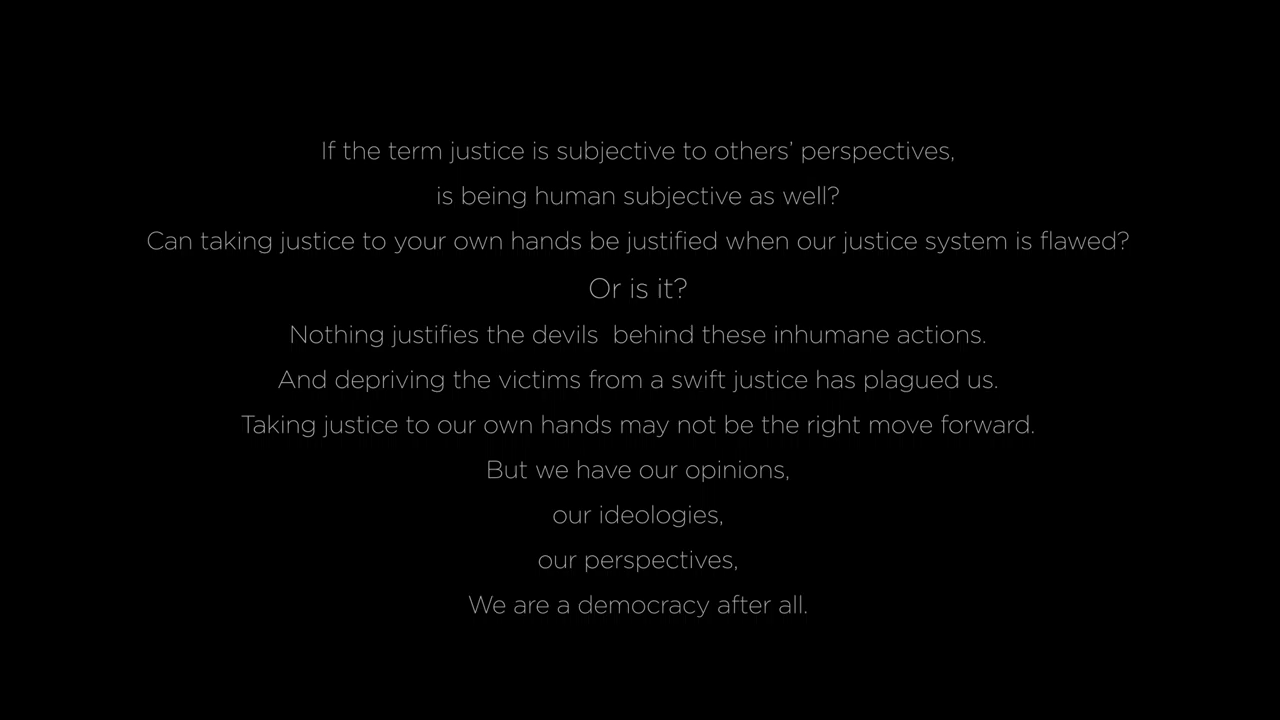 If the term justice is subjective to others’ perspectives,
is being human subjective as well?
Can taking justice to your own hands be justified when our justice system is flawed?
Or is it?
Nothing justifies the devils  behind these inhumane actions.
And depriving the victims from a swift justice has plagued us.
Taking justice to our own hands may not be the right move forward.
But we have our opinions,
our ideologies,
our perspectives,
We are a democracy after all.